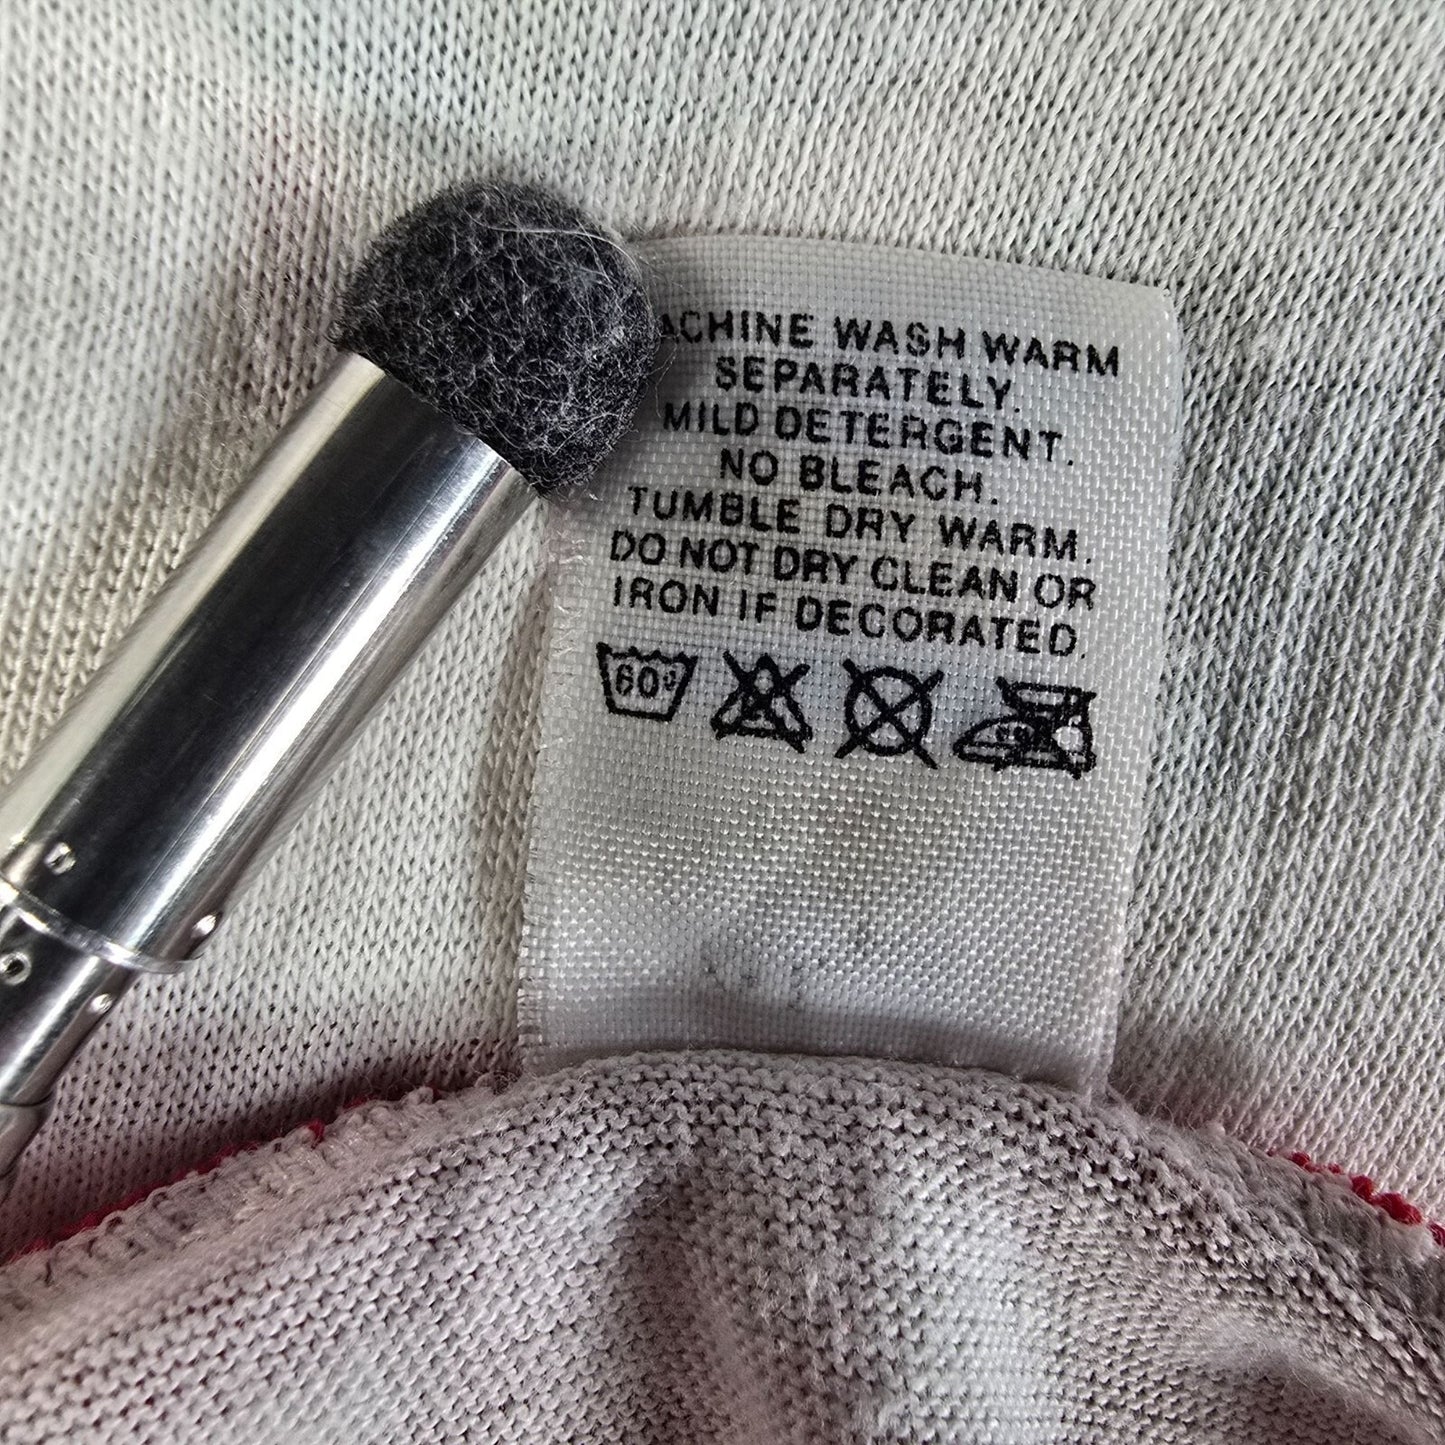 ACHINE WASH WARM
SEPARATELY.
MILD DETERGENT.
NO BLEACH.
TUMBLE DRY WARM.
DO NOT DRY CLEAN OR
IRON IF DECORATED.
60°